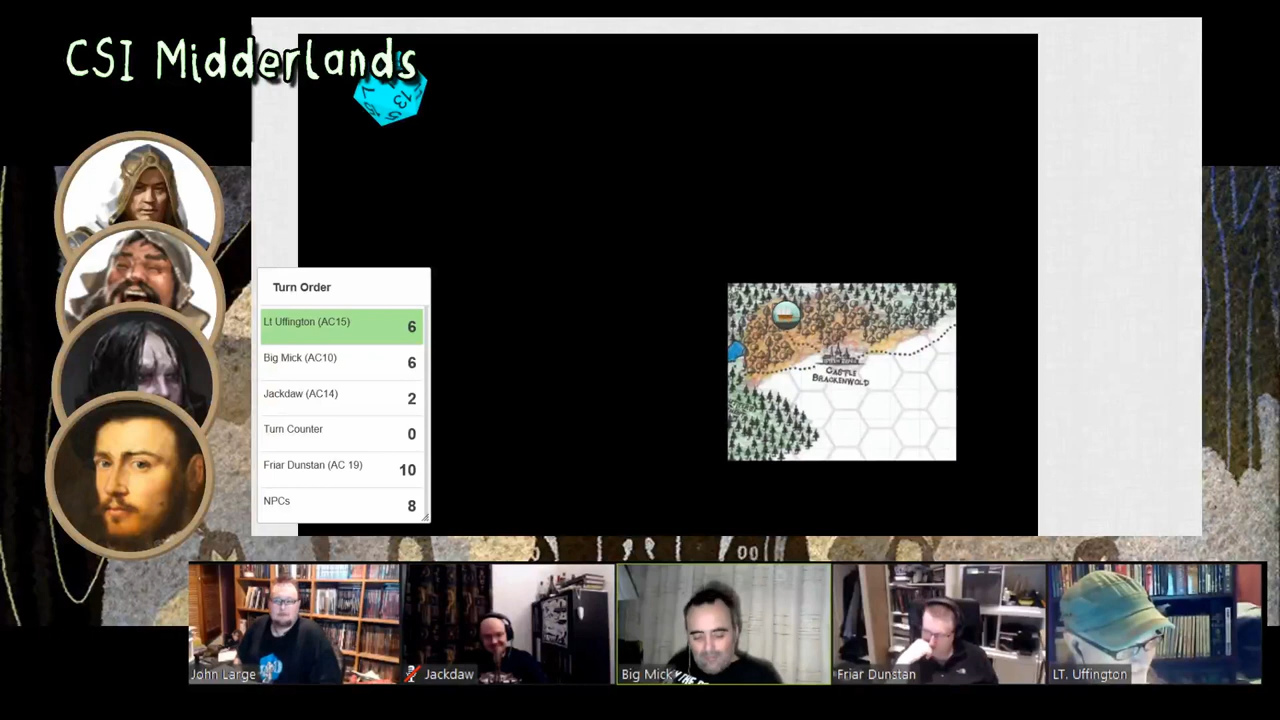 CSI Midderlands
13
Turn Order
Lt Uffington (AC15) 6
Big Mick (AC10) 6
Jackdaw (AC14) 2
Turn Counter 0
Friar Dunstan (AC 19) 10
NPCs 8
CASTLE
BRACKENWOLD
John Large
Jackdaw
Big Mick
Friar Dunstan
LT. Uffington